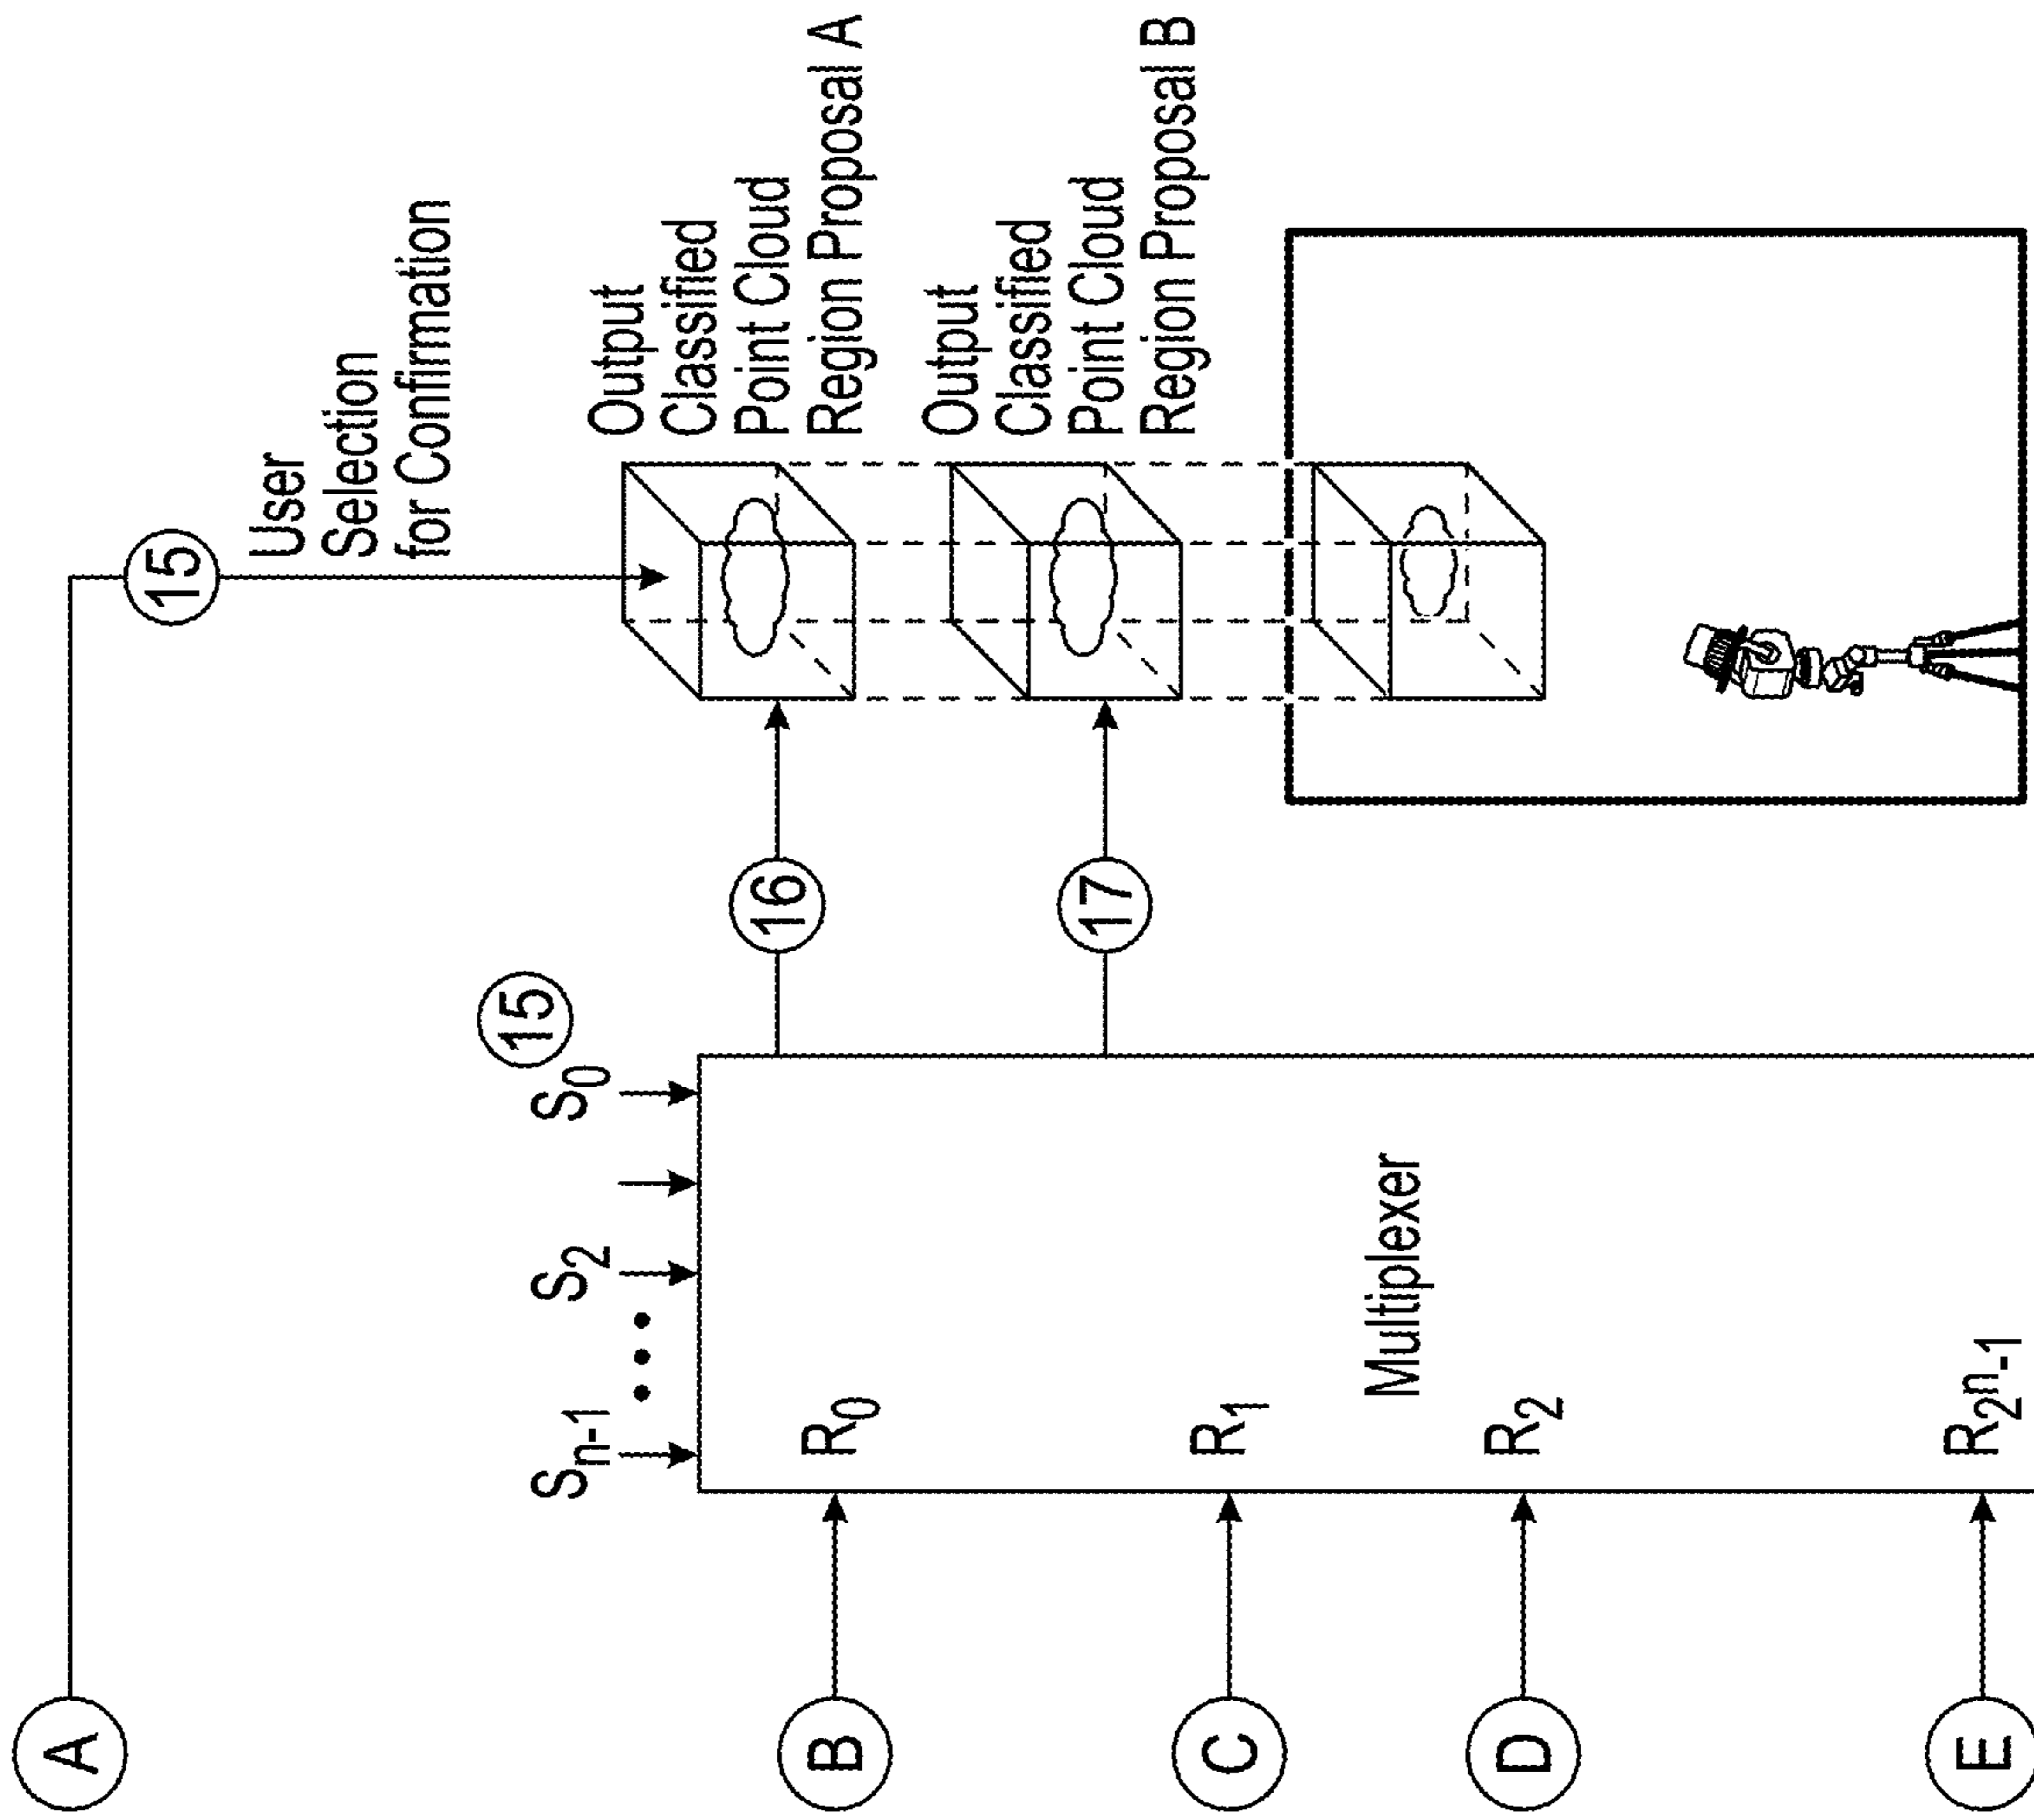 A
15
User
Selection
for Confirmation
15
Sn-1 • • • S2 S0
Output
Classified
Point Cloud
Region Proposal A
16
B
R0
Output
Classified
Point Cloud
Region Proposal B
17
C
R1
Multiplexer
D
R2
E
R2n-1